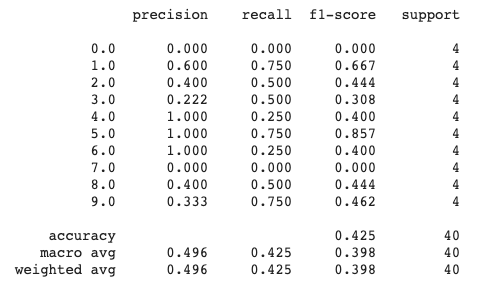 precision recall f1-score support
0.0 0.000 0.000 0.000 4
1.0 0.600 0.750 0.667 4
2.0 0.400 0.500 0.444 4
3.0 0.222 0.500 0.308 4
4.0 1.000 0.250 0.400 4
5.0 1.000 0.750 0.857 4
6.0 1.000 0.250 0.400 4
7.0 0.000 0.000 0.000 4
8.0 0.400 0.500 0.444 4
9.0 0.333 0.750 0.462 4
accuracy 0.425 40
macro avg 0.496 0.425 0.398 40
weighted avg 0.496 0.425 0.398 40